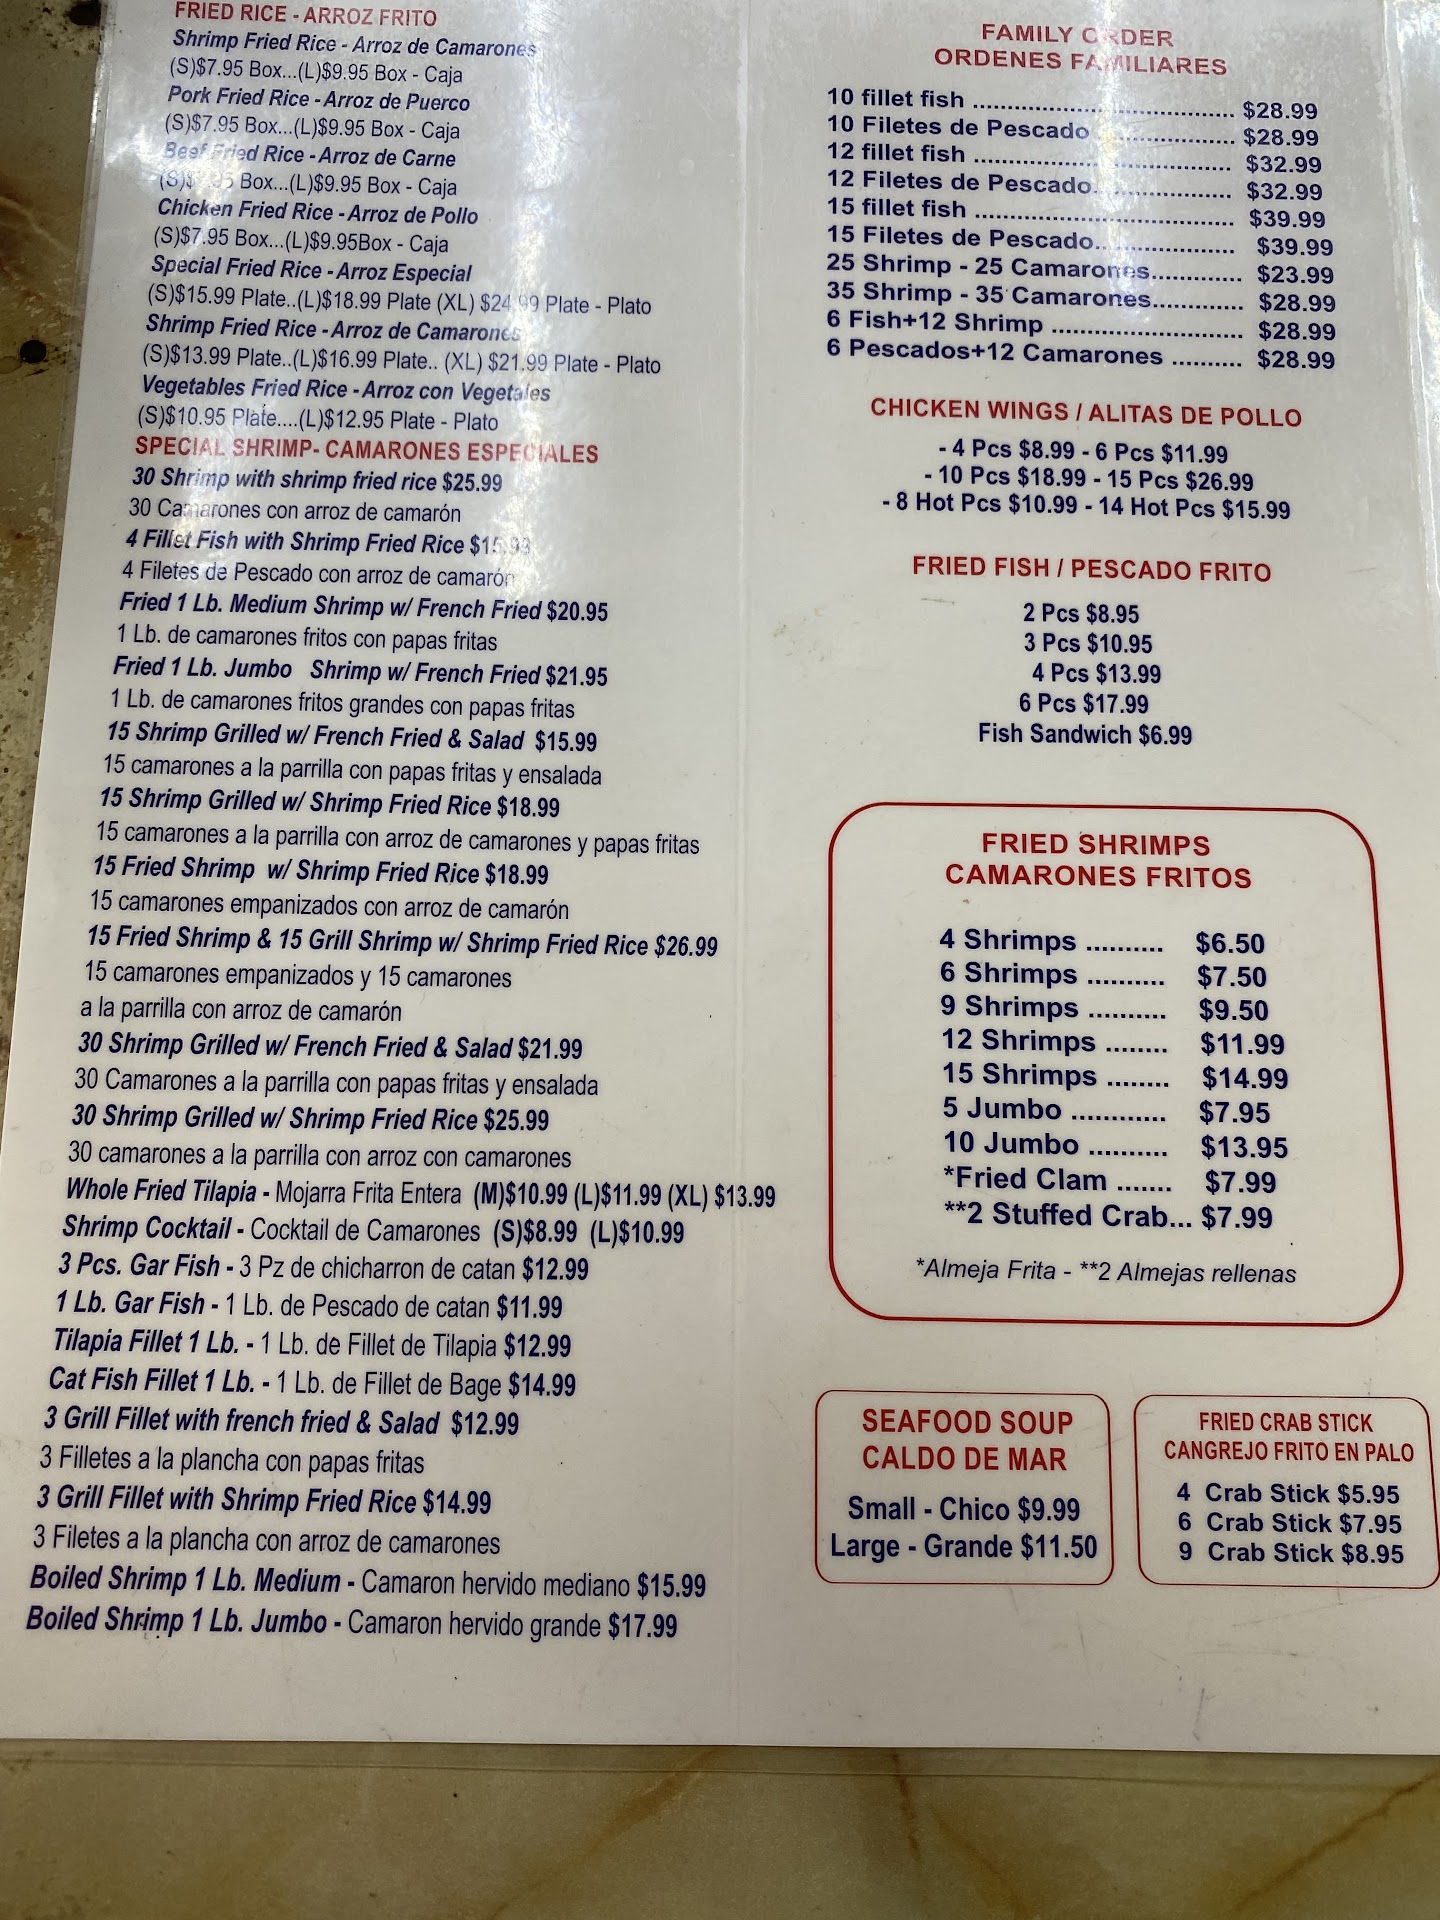 FRIED RICE - ARROZ FRITO
Shrimp Fried Rice - Arroz de Camarones
(S)$7.95 Box...(L)$9.95 Box - Caja
Pork Fried Rice - Arroz de Puerco
(S)$7.95 Box...(L)$9.95 Box - Caja
Beef Fried Rice - Arroz de Carne
Box...(L)$9.95 Box - Caja
Chicken Fried Rice - Arroz de Pollo
(S)$7.95 Box...(L)$9.95Box - Caja
Special Fried Rice - Arroz Especial
(S)$15.99 Plate..(L)$18.99 Plate (XL) $24.99 Plate - Plato
Shrimp Fried Rice - Arroz de Camarones
(S)$13.99 Plate..(L)$16.99 Plate.. (XL) $21.99 Plate - Plato
Vegetables Fried Rice - Arroz con Vegetales
(S)$10.95 Plate....(L)$12.95 Plate - Plato
SPECIAL SHRIMP- CAMARONES ESPECIALES
30 Shrimp with shrimp fried rice $25.99
30 Camarones con arroz de camarón
4 Fillet Fish with Shrimp Fried Rice $15.99
4 Filetes de Pescado con arroz de camarón
Fried 1 Lb. Medium Shrimp w/ French Fried $20.95
1 Lb. de camarones fritos con papas fritas
Fried 1 Lb. Jumbo Shrimp w/ French Fried $21.95
1 Lb. de camarones fritos grandes con papas fritas
15 Shrimp Grilled w/ French Fried & Salad $15.99
15 camarones a la parrilla con papas fritas y ensalada
15 Shrimp Grilled w/ Shrimp Fried Rice $18.99
15 camarones a la parrilla con arroz de camarones y papas fritas
15 Fried Shrimp w/ Shrimp Fried Rice $18.99
15 camarones empanizados con arroz de camarón
15 Fried Shrimp & 15 Grill Shrimp w/ Shrimp Fried Rice $26.99
15 camarones empanizados y 15 camarones
a la parrilla con arroz de camarón
30 Shrimp Grilled w/ French Fried & Salad $21.99
30 Camarones a la parrilla con papas fritas y ensalada
30 Shrimp Grilled w/ Shrimp Fried Rice $25.99
30 camarones a la parrilla con arroz con camarones
Whole Fried Tilapia - Mojarra Frita Entera (M)$10.99 (L)$11.99 (XL) $13.99
Shrimp Cocktail - Cocktail de Camarones (S)$8.99 (L)$10.99
3 Pcs. Gar Fish - 3 Pz de chicharron de catan $12.99
1 Lb. Gar Fish - 1 Lb. de Pescado de catan $11.99
Tilapia Fillet 1 Lb. - 1 Lb. de Fillet de Tilapia $12.99
Cat Fish Fillet 1 Lb. - 1 Lb. de Fillet de Bage $14.99
3 Grill Fillet with french fried & Salad $12.99
3 Filletes a la plancha con papas fritas
3 Grill Fillet with Shrimp Fried Rice $14.99
3 Filetes a la plancha con arroz de camarones
Boiled Shrimp 1 Lb. Medium - Camaron hervido mediano $15.99
Boiled Shrimp 1 Lb. Jumbo - Camaron hervido grande $17.99
FAMILY ORDER
ORDENES FAMILIARES
10 fillet fish ..................................... $28.99
10 Filetes de Pescado ................. $28.99
12 fillet fish ..................................... $32.99
12 Filetes de Pescado.................. $32.99
15 fillet fish ..................................... $39.99
15 Filetes de Pescado.................... $39.99
25 Shrimp - 25 Camarones............. $23.99
35 Shrimp - 35 Camarones............. $28.99
6 Fish+12 Shrimp ........................... $28.99
6 Pescados+12 Camarones .......... $28.99
CHICKEN WINGS / ALITAS DE POLLO
- 4 Pcs $8.99 - 6 Pcs $11.99
- 10 Pcs $18.99 - 15 Pcs $26.99
- 8 Hot Pcs $10.99 - 14 Hot Pcs $15.99
FRIED FISH / PESCADO FRITO
2 Pcs $8.95
3 Pcs $10.95
4 Pcs $13.99
6 Pcs $17.99
Fish Sandwich $6.99
FRIED SHRIMPS
CAMARONES FRITOS
4 Shrimps .......... $6.50
6 Shrimps .......... $7.50
9 Shrimps .......... $9.50
12 Shrimps ........ $11.99
15 Shrimps ........ $14.99
5 Jumbo ............ $7.95
10 Jumbo .......... $13.95
*Fried Clam ....... $7.99
**2 Stuffed Crab... $7.99
*Almeja Frita - **2 Almejas rellenas
SEAFOOD SOUP
CALDO DE MAR
Small - Chico $9.99
Large - Grande $11.50
FRIED CRAB STICK
CANGREJO FRITO EN PALO
4 Crab Stick $5.95
6 Crab Stick $7.95
9 Crab Stick $8.95